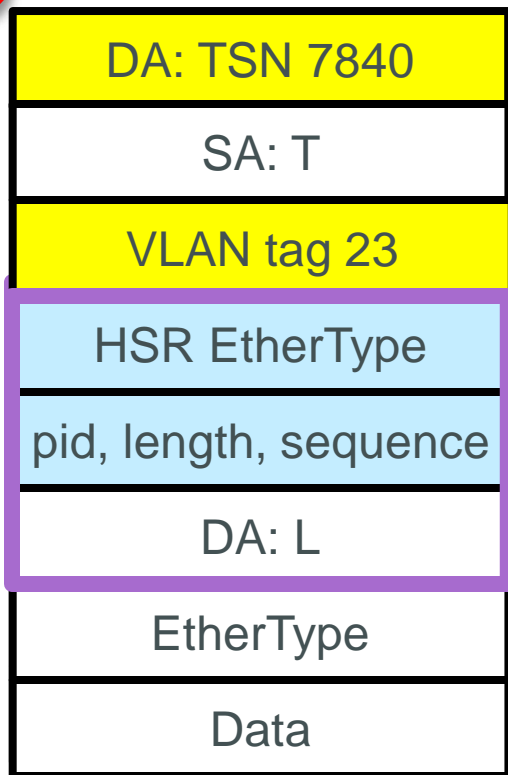 DA: TSN 7840
SA: T
VLAN tag 23
HSR EtherType
pid, length, sequence
DA: L
EtherType
Data